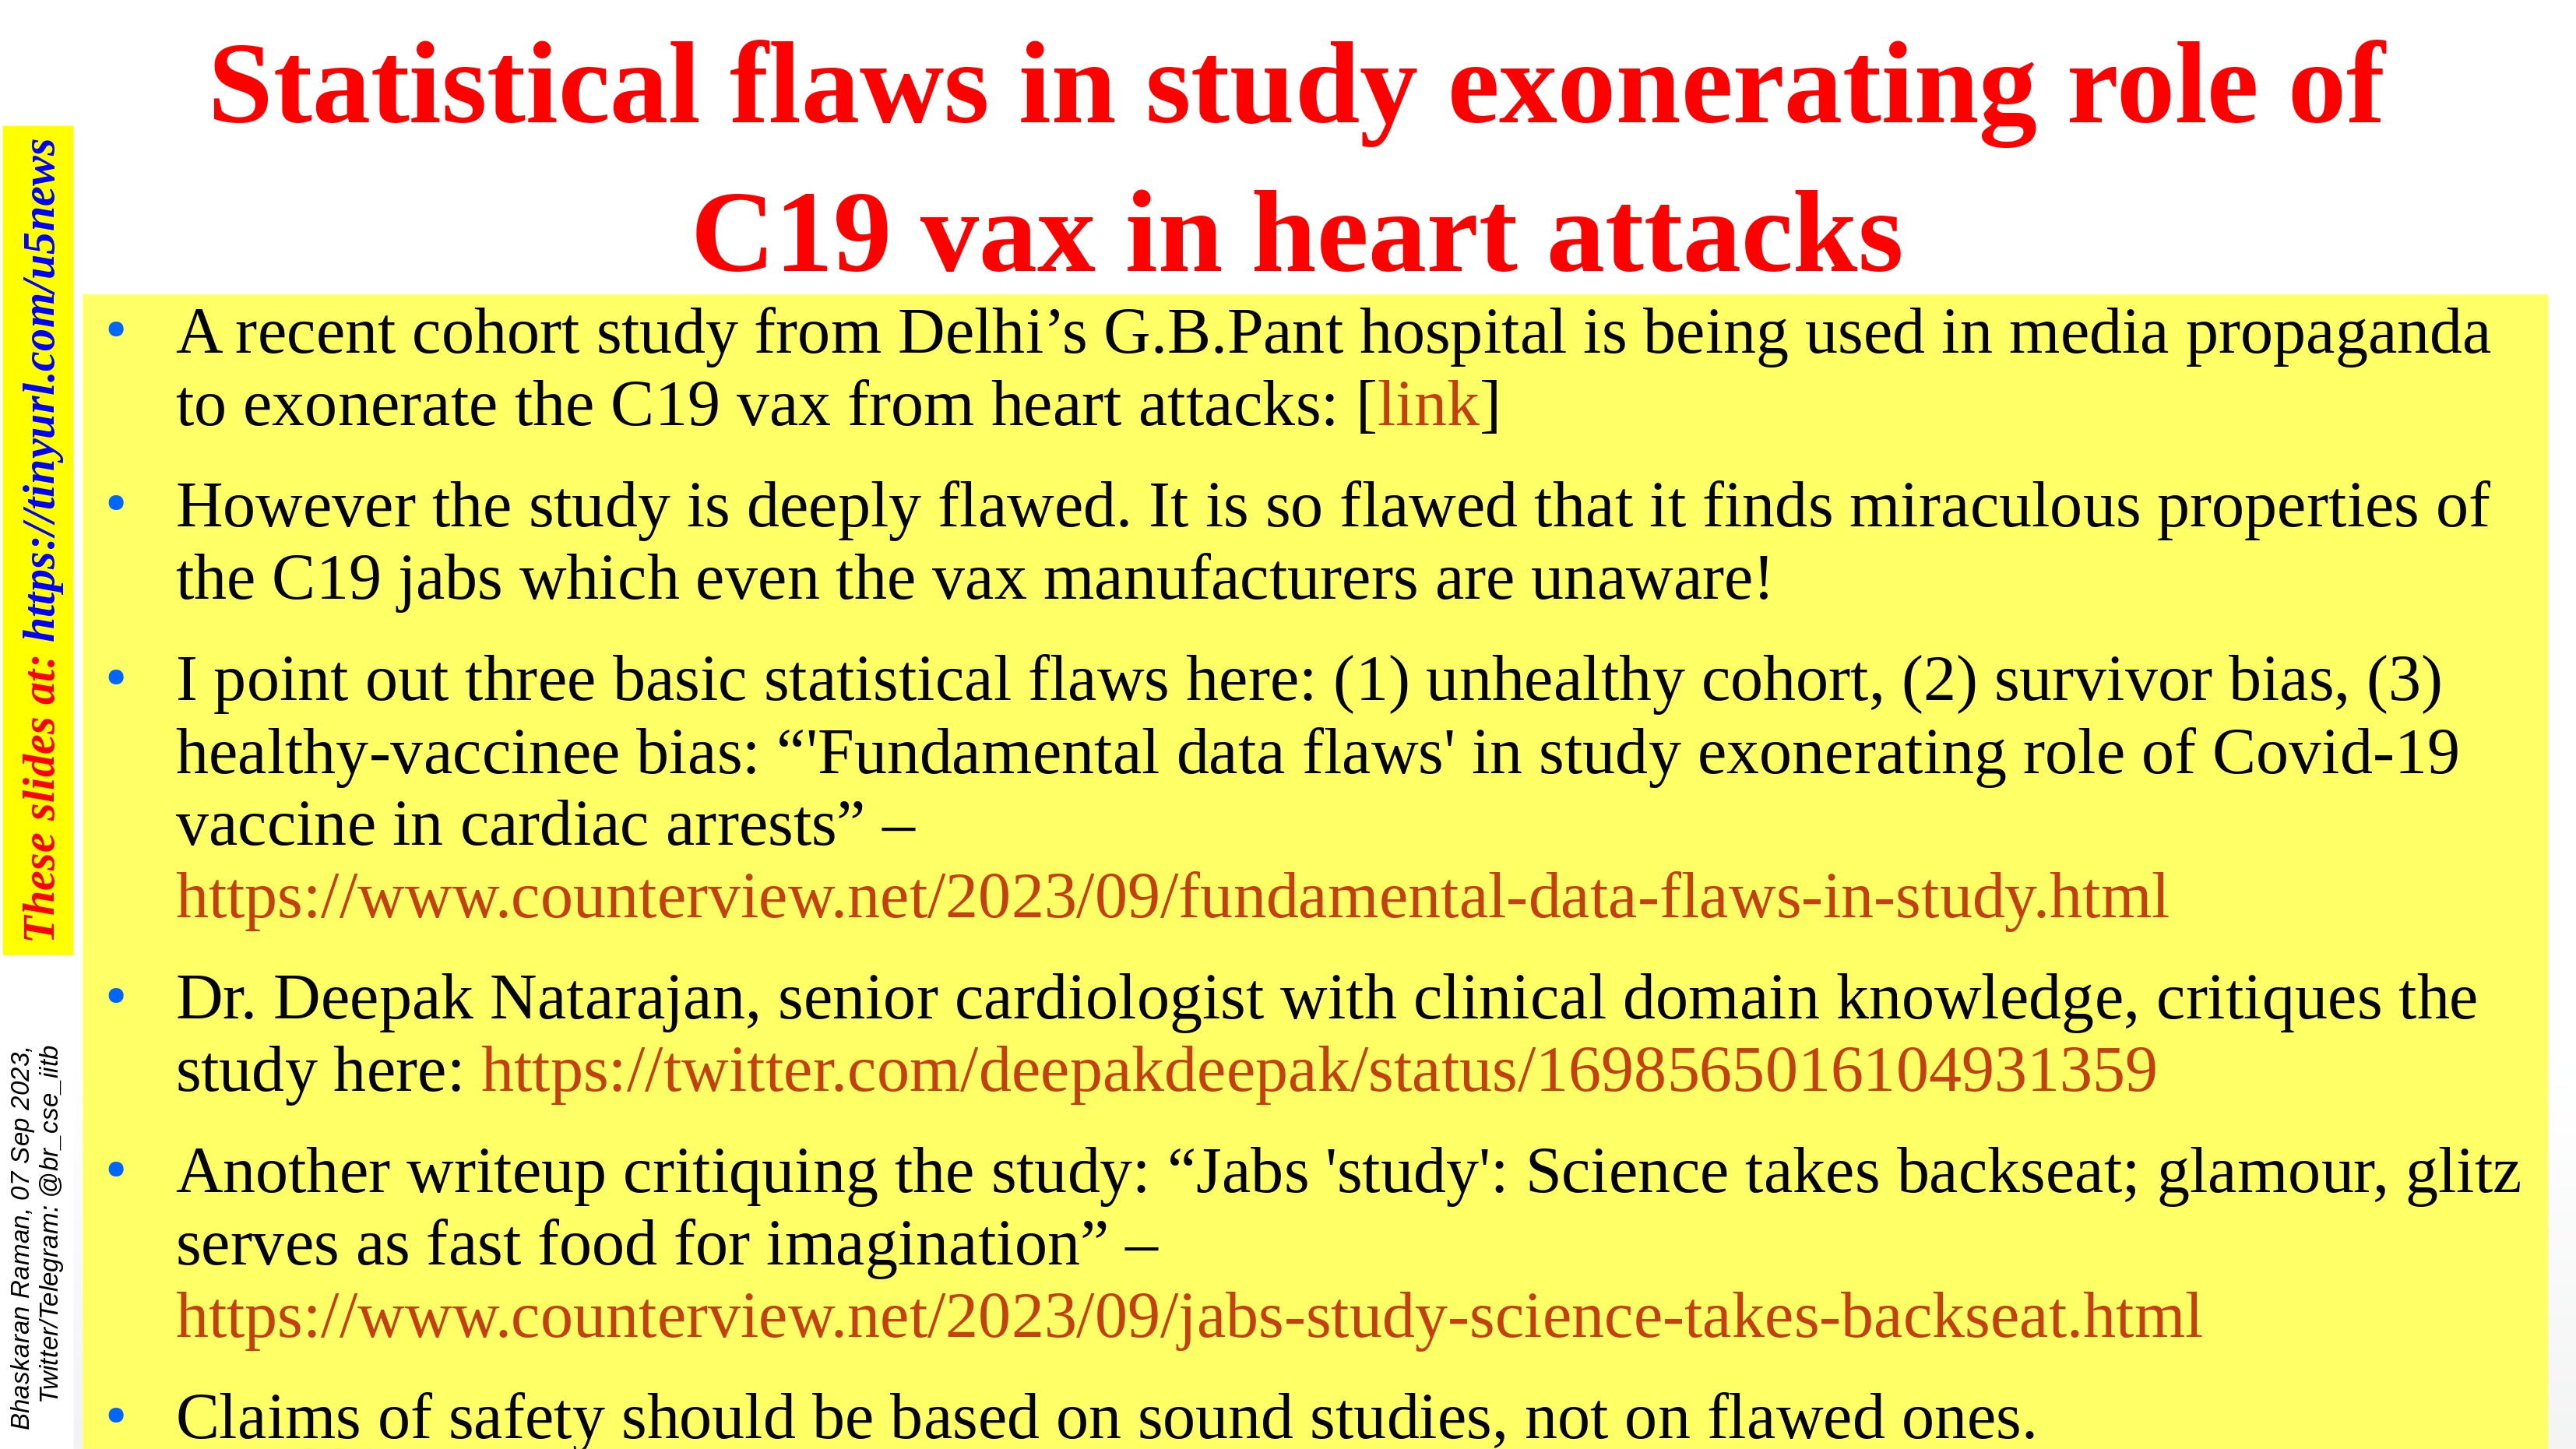 Statistical flaws in study exonerating role of
C19 vax in heart attacks
These slides at: https://tinyurl.com/u5news
• A recent cohort study from Delhi’s G.B.Pant hospital is being used in media propaganda
to exonerate the C19 vax from heart attacks: [link]
• However the study is deeply flawed. It is so flawed that it finds miraculous properties of
the C19 jabs which even the vax manufacturers are unaware!
• I point out three basic statistical flaws here: (1) unhealthy cohort, (2) survivor bias, (3)
healthy-vaccinee bias: “'Fundamental data flaws' in study exonerating role of Covid-19
vaccine in cardiac arrests” –
https://www.counterview.net/2023/09/fundamental-data-flaws-in-study.html
• Dr. Deepak Natarajan, senior cardiologist with clinical domain knowledge, critiques the
study here: https://twitter.com/deepakdeepak/status/1698565016104931359
• Another writeup critiquing the study: “Jabs 'study': Science takes backseat; glamour, glitz
serves as fast food for imagination” –
https://www.counterview.net/2023/09/jabs-study-science-takes-backseat.html
• Claims of safety should be based on sound studies, not on flawed ones.
Bhaskaran Raman, 07 Sep 2023,
Twitter/Telegram: @br_cse_iitb